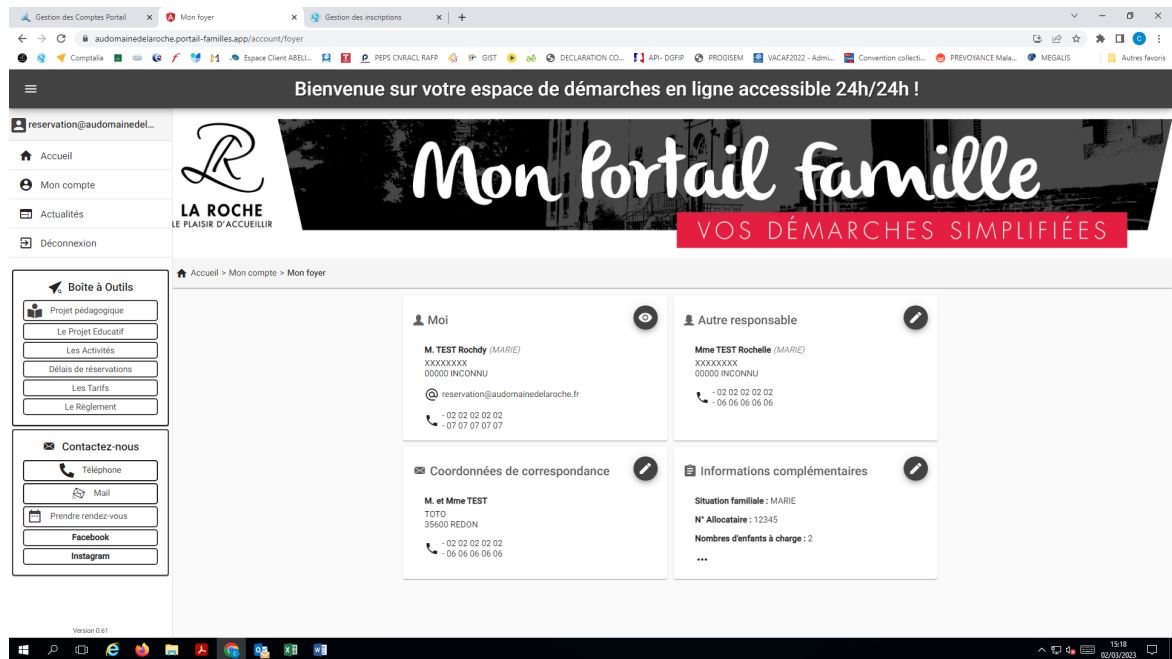 Gestion des Comptes Portail
Mon foyer
Gestion des inscriptions
audomainedelaroche.portail-familles.app/account/foyer
Comptalia
Espace Client ABELI...
PEPS CNRACL RAFP
GIST
DECLARATION CO...
API- DGFIP
PROGISEM
VACAF2022 - Admi...
Convention collecti...
PREVOYANCE Mala...
MEGALIS
Autres favoris
Bienvenue sur votre espace de démarches en ligne accessible 24h/24h !
reservation@audomainedel...
Accueil
Mon compte
Actualités
Déconnexion
LA ROCHE
LE PLAISIR D'ACCUEILLIR
Mon Portail famille
VOS DÉMARCHES SIMPLIFIÉES
Boîte à Outils
Projet pédagogique
Le Projet Educatif
Les Activités
Délais de réservations
Les Tarifs
Le Règlement
Contactez-nous
Téléphone
Mail
Prendre rendez-vous
Facebook
Instagram
Version 0.61
Accueil > Mon compte > Mon foyer
Moi
M. TEST Rochdy (MARIE)
XXXXXXXX
00000 INCONNU
reservation@audomainedelaroche.fr
- 02 02 02 02 02
- 07 07 07 07 07
Autre responsable
Mme TEST Rochelle (MARIE)
XXXXXXXX
00000 INCONNU
- 02 02 02 02 02
- 06 06 06 06 06
Coordonnées de correspondance
M. et Mme TEST
TOTO
35600 REDON
- 02 02 02 02 02
- 06 06 06 06 06
Informations complémentaires
Situation familiale : MARIE
N° Allocataire : 12345
Nombres d'enfants à charge : 2
...
15:18
02/03/2023